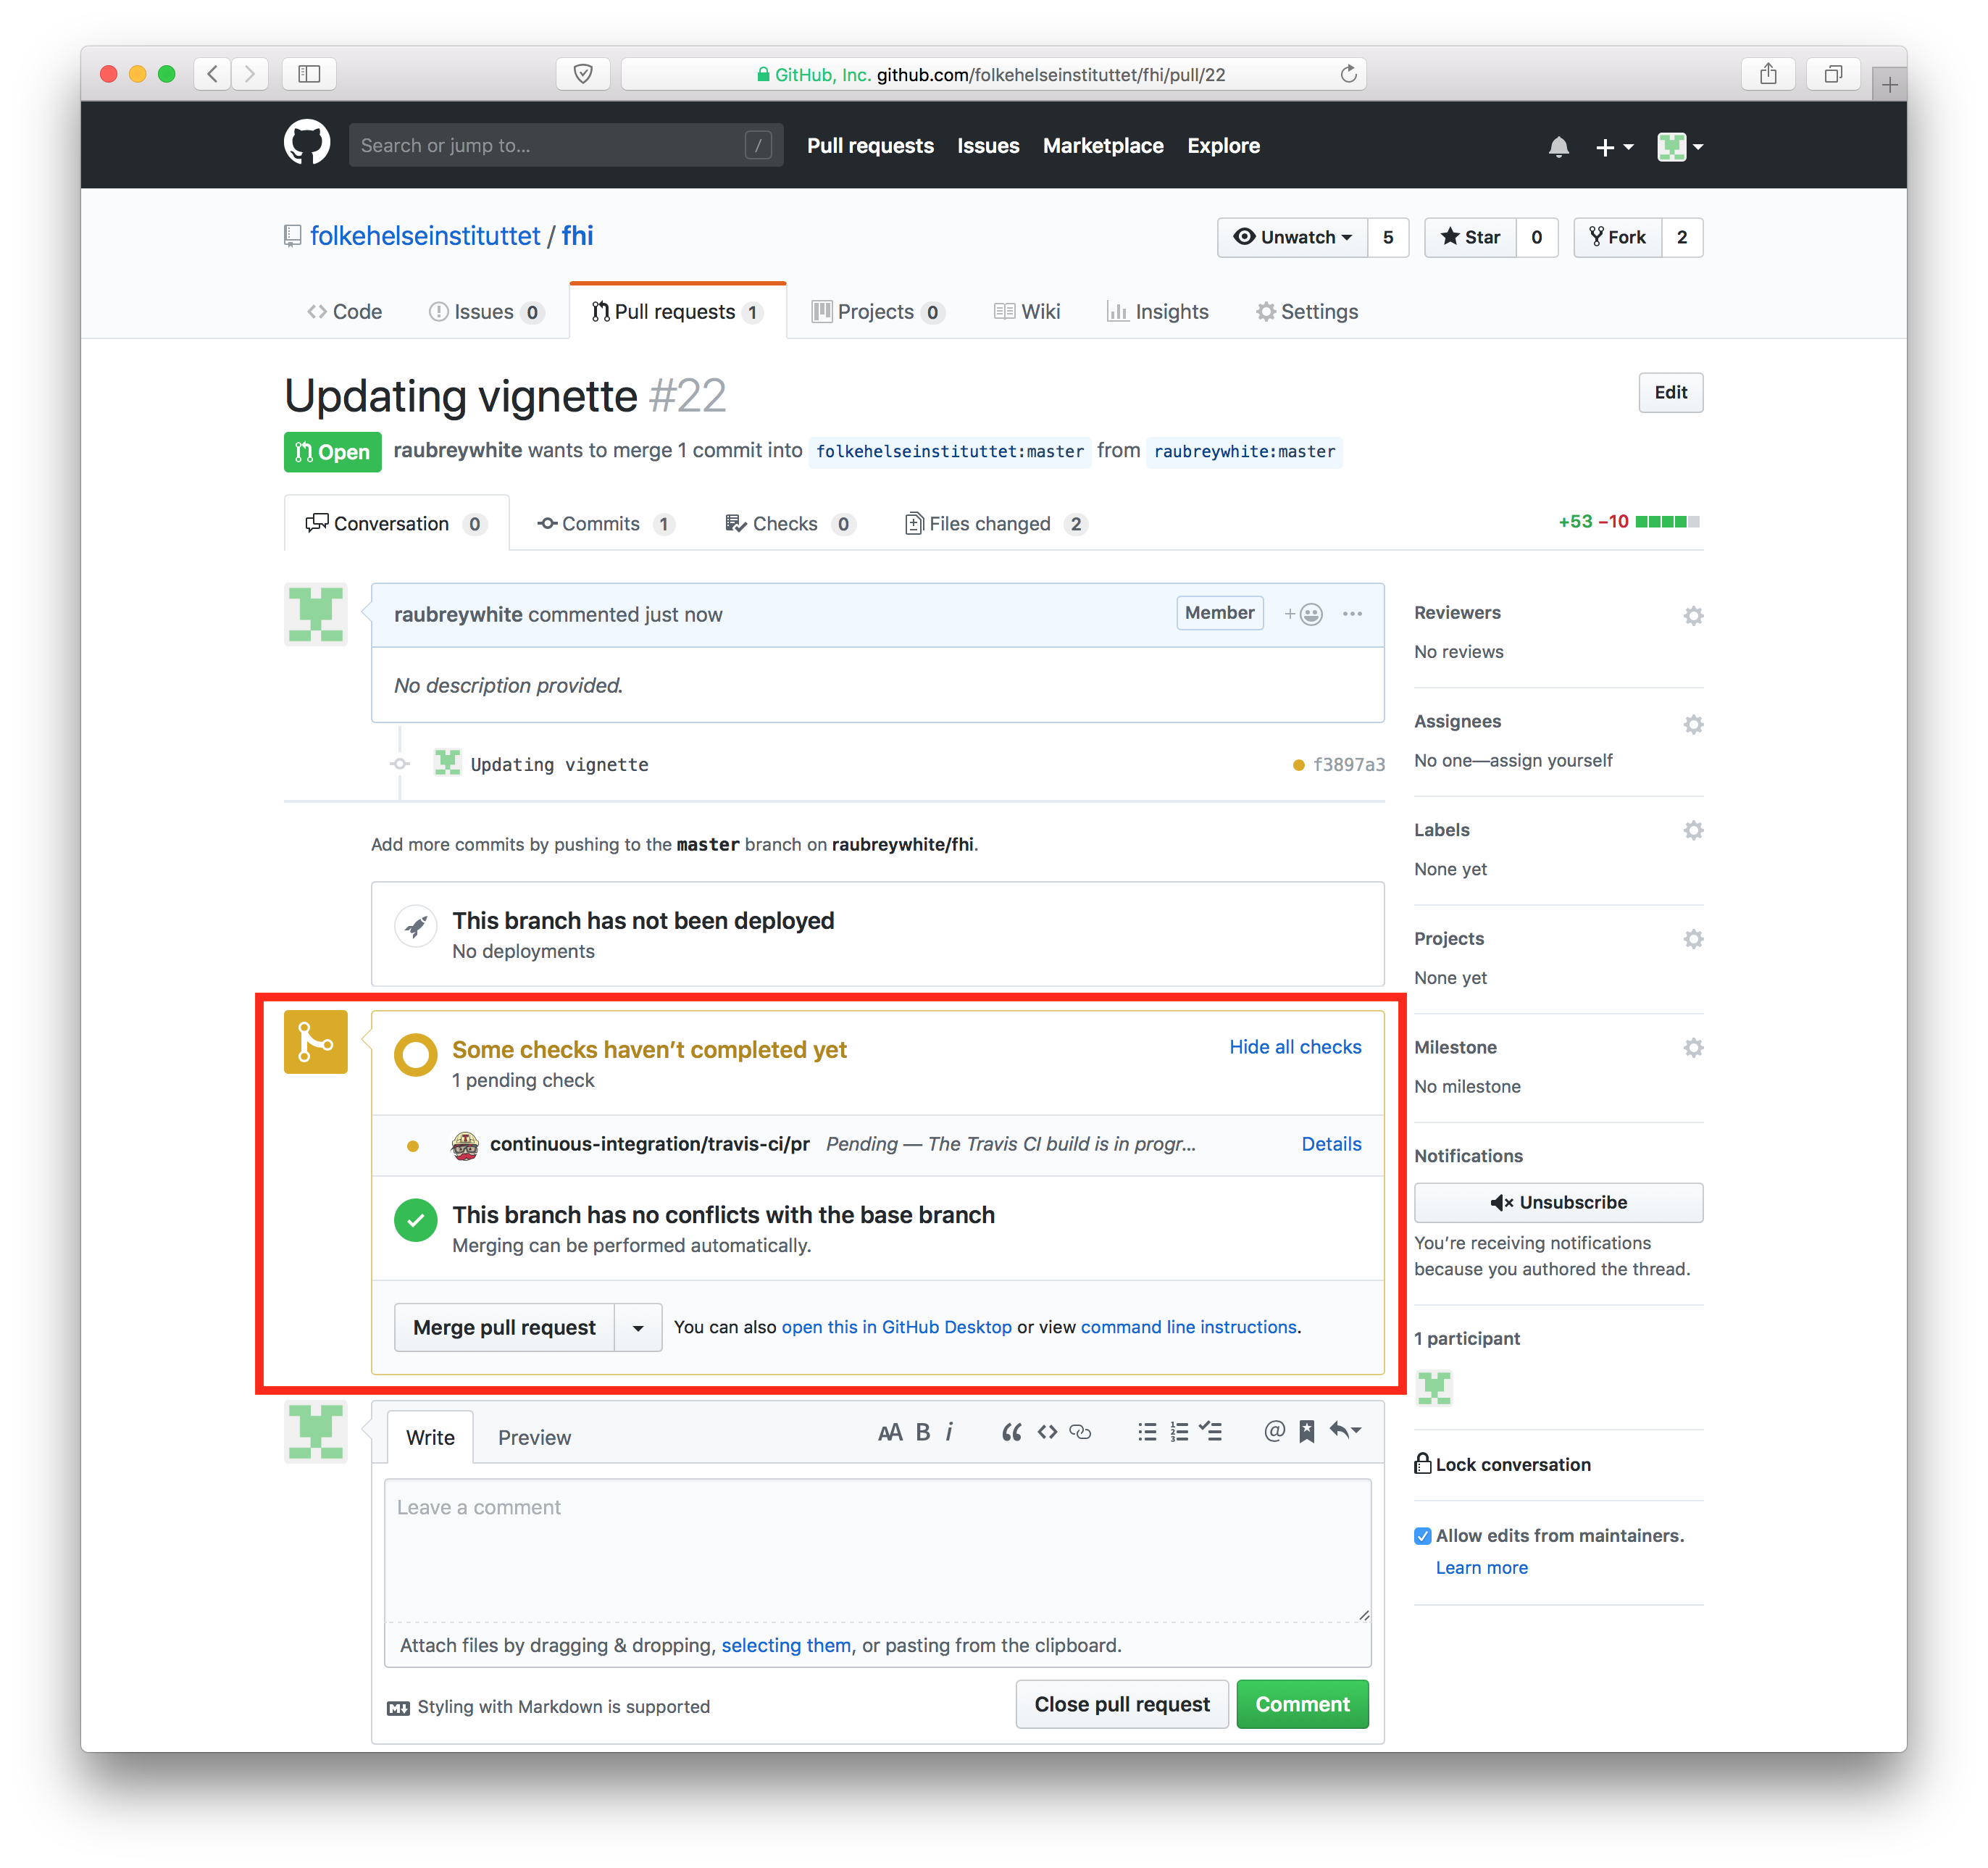 GitHub, Inc. github.com/folkehelseinstituttet/fhi/pull/22
Search or jump to... /
Pull requests Issues Marketplace Explore
folkehelseinstituttet / fhi
Unwatch 5 Star 0 Fork 2
Code Issues 0 Pull requests 1 Projects 0 Wiki Insights Settings
Updating vignette #22
Edit
Open raubreywhite wants to merge 1 commit into folkehelseinstituttet:master from raubreywhite:master
Conversation 0 Commits 1 Checks 0 Files changed 2
+53 −10
raubreywhite commented just now
Member
No description provided.
Updating vignette f3897a3
Add more commits by pushing to the master branch on raubreywhite/fhi.
This branch has not been deployed
No deployments
Some checks haven’t completed yet
Hide all checks
1 pending check
continuous-integration/travis-ci/pr Pending — The Travis CI build is in progr... Details
This branch has no conflicts with the base branch
Merging can be performed automatically.
Merge pull request You can also open this in GitHub Desktop or view command line instructions.
Write Preview
AA B i
Leave a comment
Attach files by dragging & dropping, selecting them, or pasting from the clipboard.
M↓ Styling with Markdown is supported
Close pull request Comment
Reviewers
No reviews
Assignees
No one—assign yourself
Labels
None yet
Projects
None yet
Milestone
No milestone
Notifications
Unsubscribe
You’re receiving notifications
because you authored the thread.
1 participant
Lock conversation
Allow edits from maintainers.
Learn more